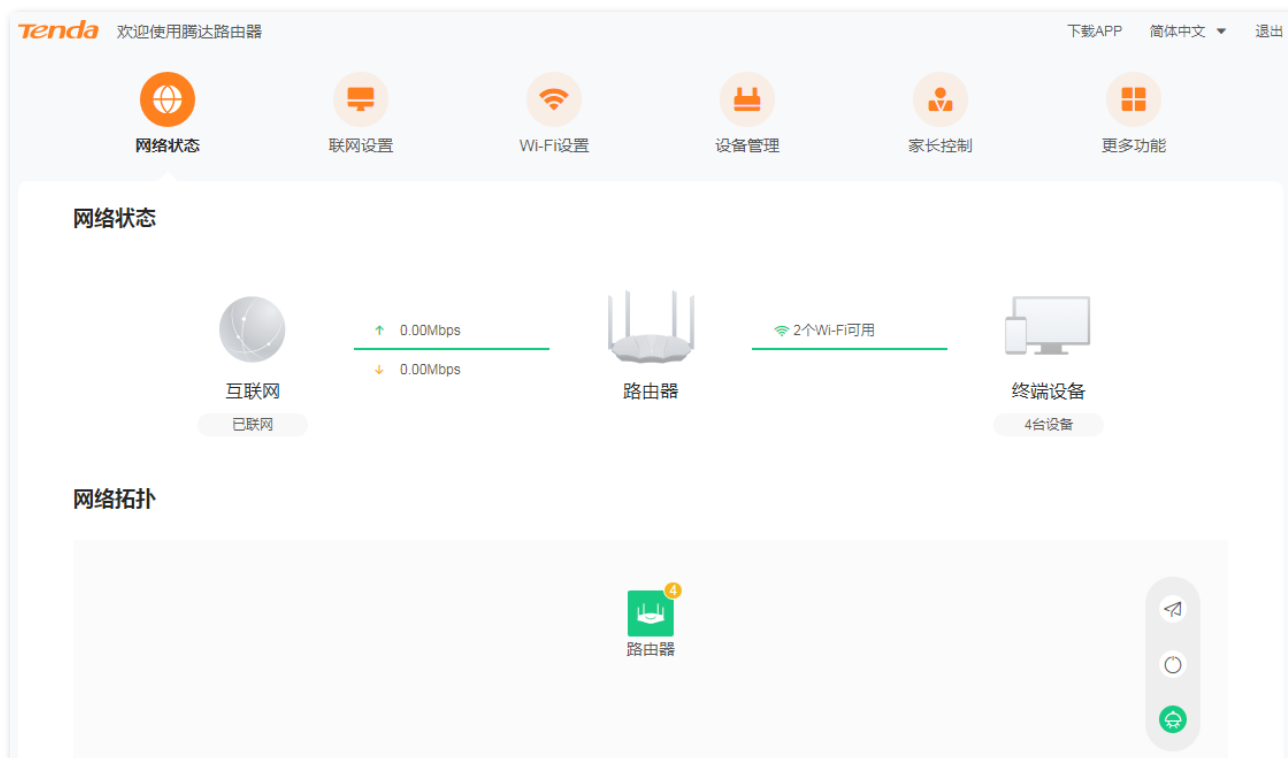 Tenda 欢迎使用腾达路由器 下载APP 简体中文 退出
网络状态 联网设置 Wi-Fi设置 设备管理 家长控制 更多功能
网络状态
0.00Mbps
2个Wi-Fi可用
0.00Mbps
互联网 路由器 终端设备
已联网 4台设备
网络拓扑
4
路由器